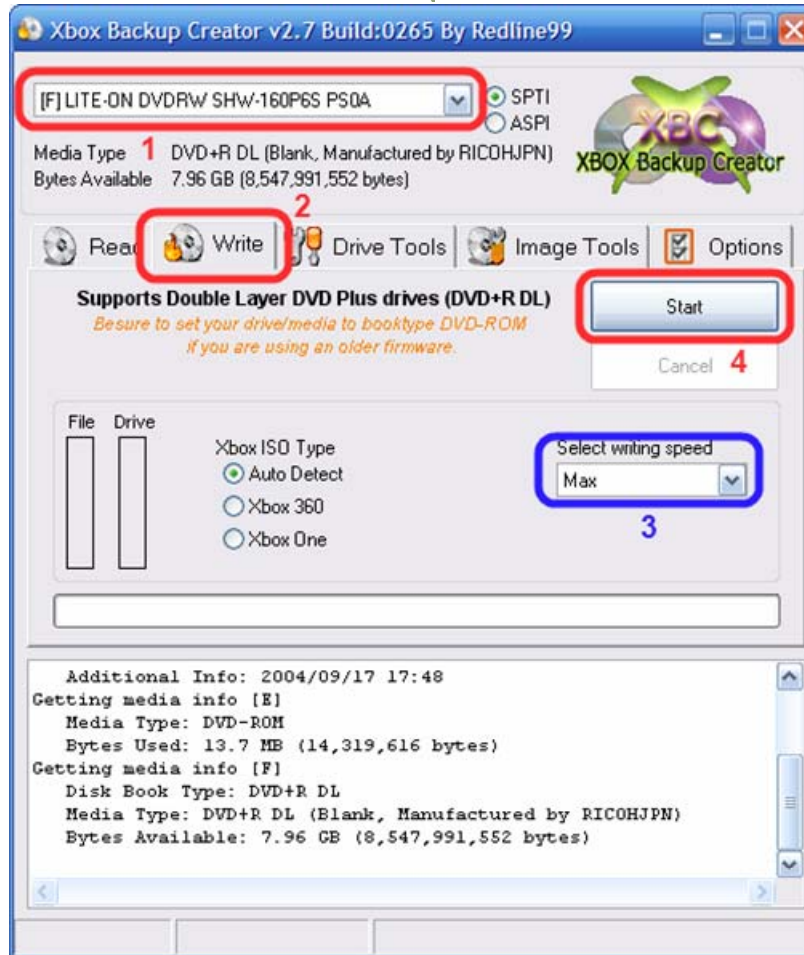 Xbox Backup Creator v2.7 Build:0265 By Redline99
[F] LITE-ON DVDRW SHW-160P6S PS0A
SPTI
ASPI
XBC
XBOX Backup Creator
1
Media Type DVD+R DL (Blank, Manufactured by RICOHJPN)
Bytes Available 7.96 GB (8,547,991,552 bytes)
2
Read Write Drive Tools Image Tools Options
Supports Double Layer DVD Plus drives (DVD+R DL)
Be sure to set your drive/media to booktype DVD-ROM
if you are using an older firmware.
Start
Cancel 4
File Drive
Xbox ISO Type
Auto Detect
Xbox 360
Xbox One
Select writing speed
Max
3
Additional Info: 2004/09/17 17:48
Getting media info [E]
Media Type: DVD-ROM
Bytes Used: 13.7 MB (14,319,616 bytes)
Getting media info [F]
Disk Book Type: DVD+R DL
Media Type: DVD+R DL (Blank, Manufactured by RICOHJPN)
Bytes Available: 7.96 GB (8,547,991,552 bytes)